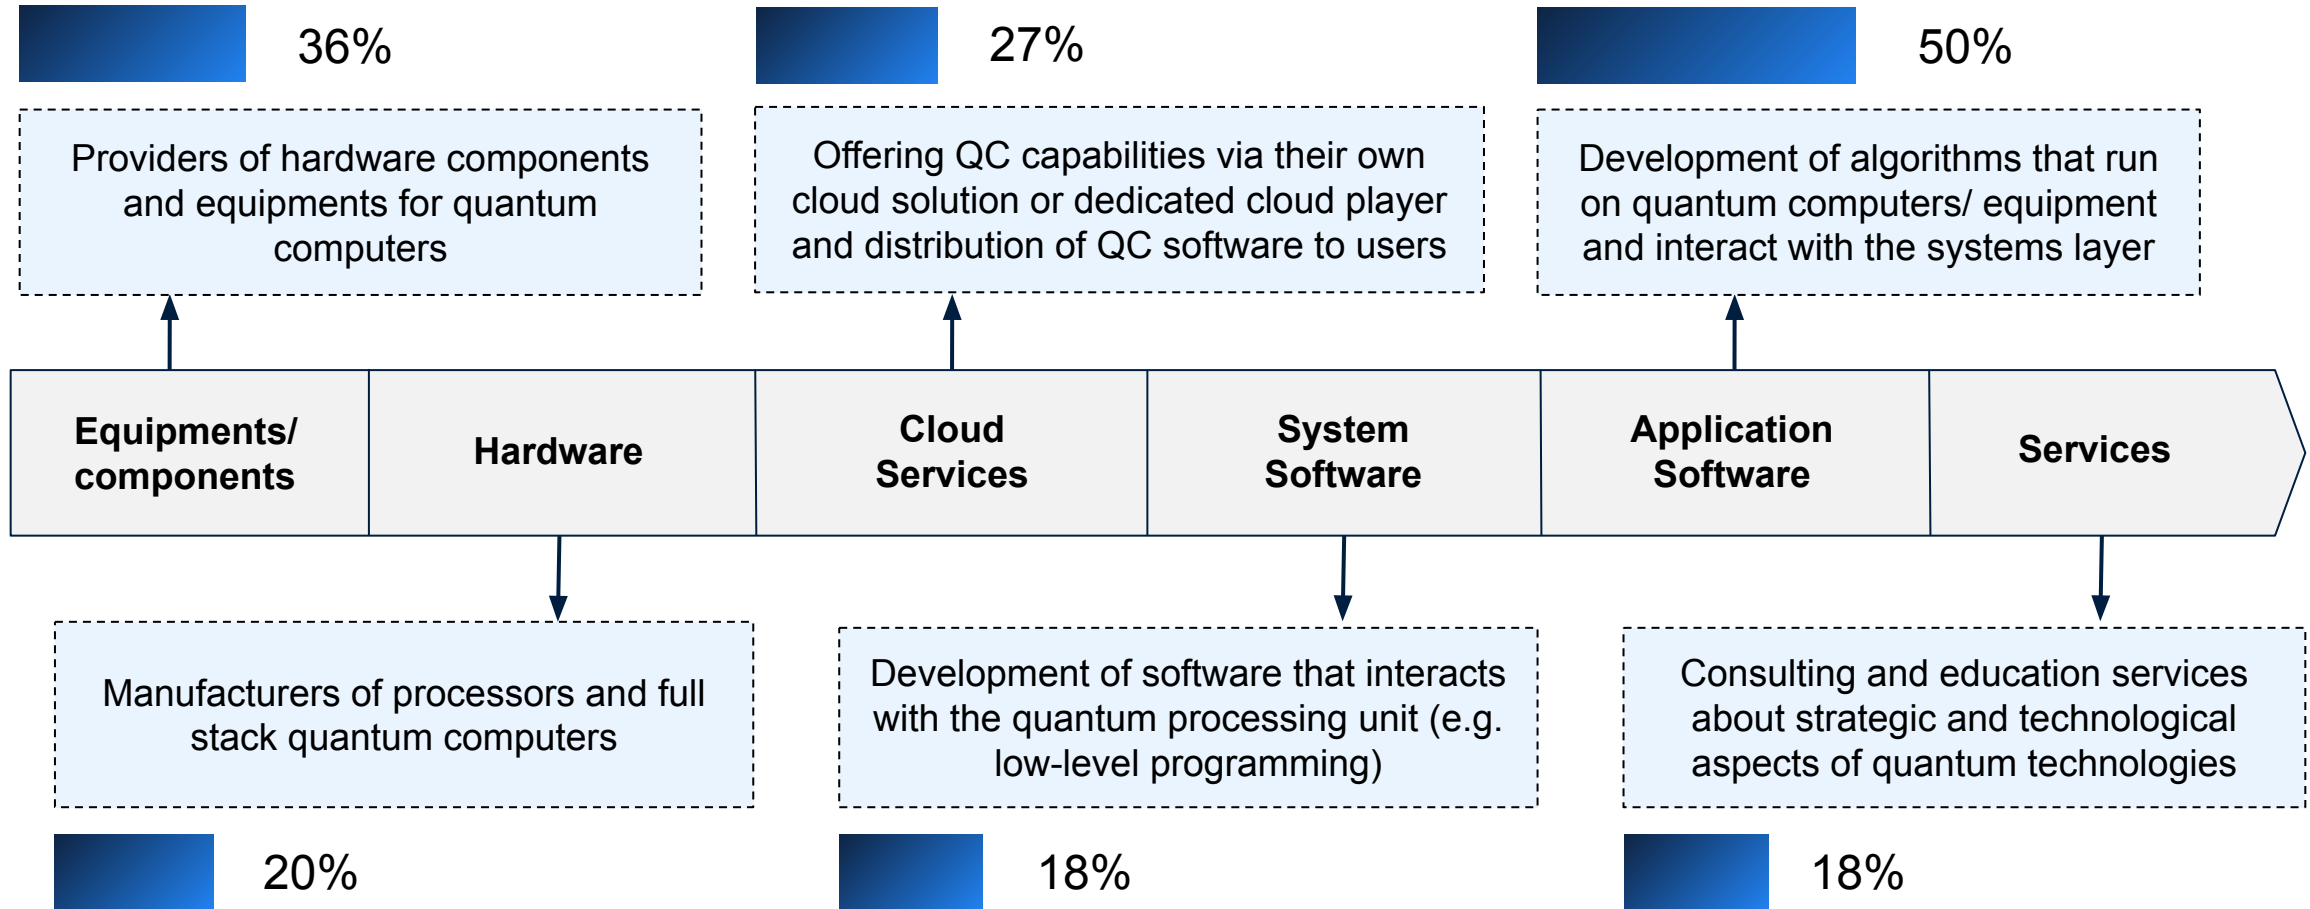 36%
27%
50%
Providers of hardware components
and equipments for quantum
computers
Offering QC capabilities via their own
cloud solution or dedicated cloud player
and distribution of QC software to users
Development of algorithms that run
on quantum computers/ equipment
and interact with the systems layer
Equipments/
components
Hardware
Cloud
Services
System
Software
Application
Software
Services
Manufacturers of processors and full
stack quantum computers
Development of software that interacts
with the quantum processing unit (e.g.
low-level programming)
Consulting and education services
about strategic and technological
aspects of quantum technologies
20%
18%
18%